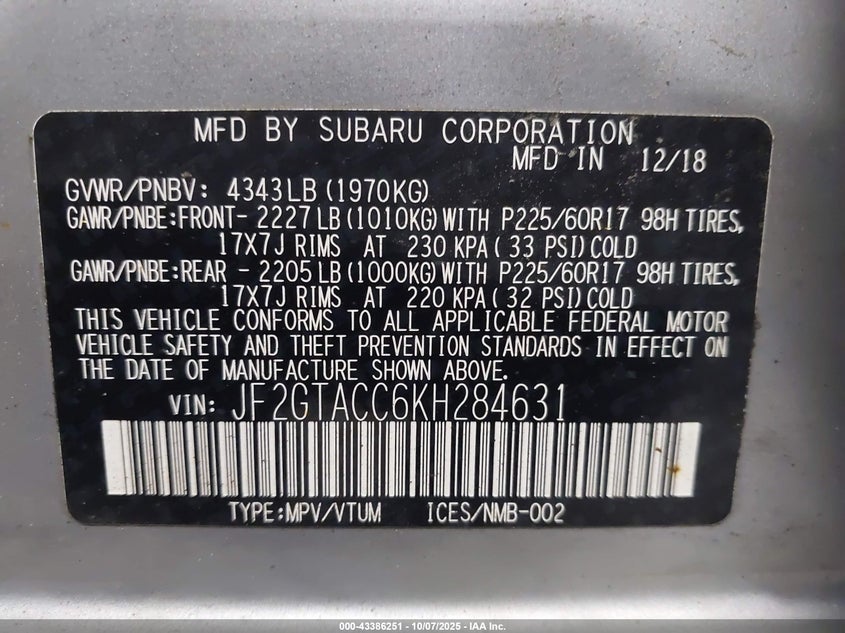 MFD BY SUBARU CORPORATION
MFD IN 12/18
GVWR/PNBV: 4343LB (1970KG)
GAWR/PNBE:FRONT- 2227 LB (1010KG) WITH P225/60R17 98H TIRES,
17X7J RIMS AT 230 KPA ( 33 PSI) COLD
GAWR/PNBE:REAR - 2205 LB (1000KG) WITH P225/60R17 98H TIRES,
17X7J RIMS AT 220 KPA ( 32 PSI) COLD
THIS VEHICLE CONFORMS TO ALL APPLICABLE FEDERAL MOTOR
VEHICLE SAFETY AND THEFT PREVENTION STANDARDS IN EFFECT ON
THE DATE OF MANUFACTURE SHOWN ABOVE.
VIN: JF2GTACC6KH284631
TYPE:MPV/VTUM ICES/NMB-002
000-43386251 - 10/07/2025 - IAA Inc.